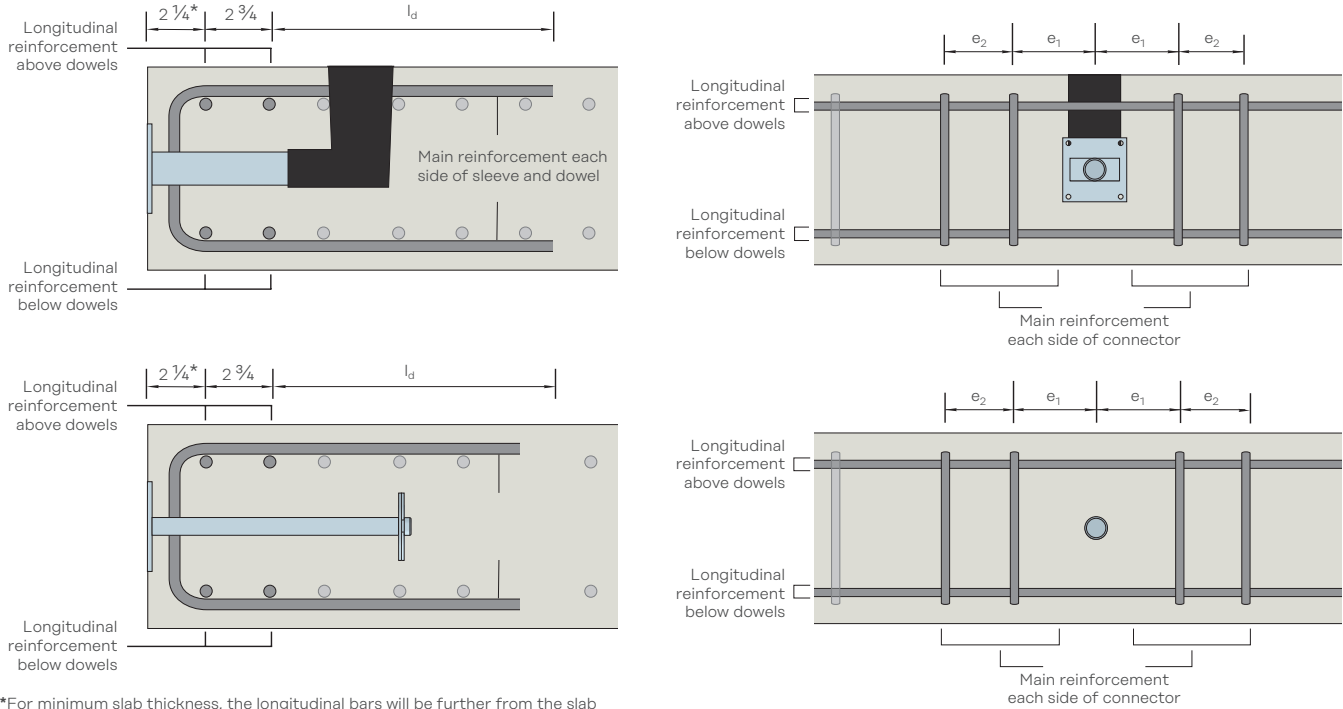 2 ¼*
2 ¾
l_d
Longitudinal
reinforcement
above dowels
Main reinforcement each
side of sleeve and dowel
Longitudinal
reinforcement
below dowels
e₂
e₁
e₁
e₂
Longitudinal
reinforcement
above dowels
Longitudinal
reinforcement
below dowels
Main reinforcement
each side of connector
2 ¼*
2 ¾
l_d
Longitudinal
reinforcement
above dowels
Longitudinal
reinforcement
below dowels
e₂
e₁
e₁
e₂
Longitudinal
reinforcement
above dowels
Longitudinal
reinforcement
below dowels
Main reinforcement
each side of connector
*For minimum slab thickness, the longitudinal bars will be further from the slab